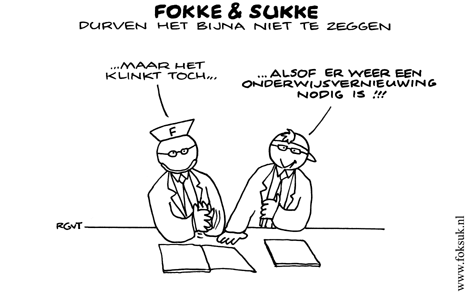 FOKKE & SUKKE
DURVEN HET BIJNA NIET TE ZEGGEN
...MAAR HET
KLINKT TOCH...
...ALSOF ER WEER EEN
ONDERWIJSVERNIEUWING
NODIG IS !!!
F
RGvT
www.foksuk.nl